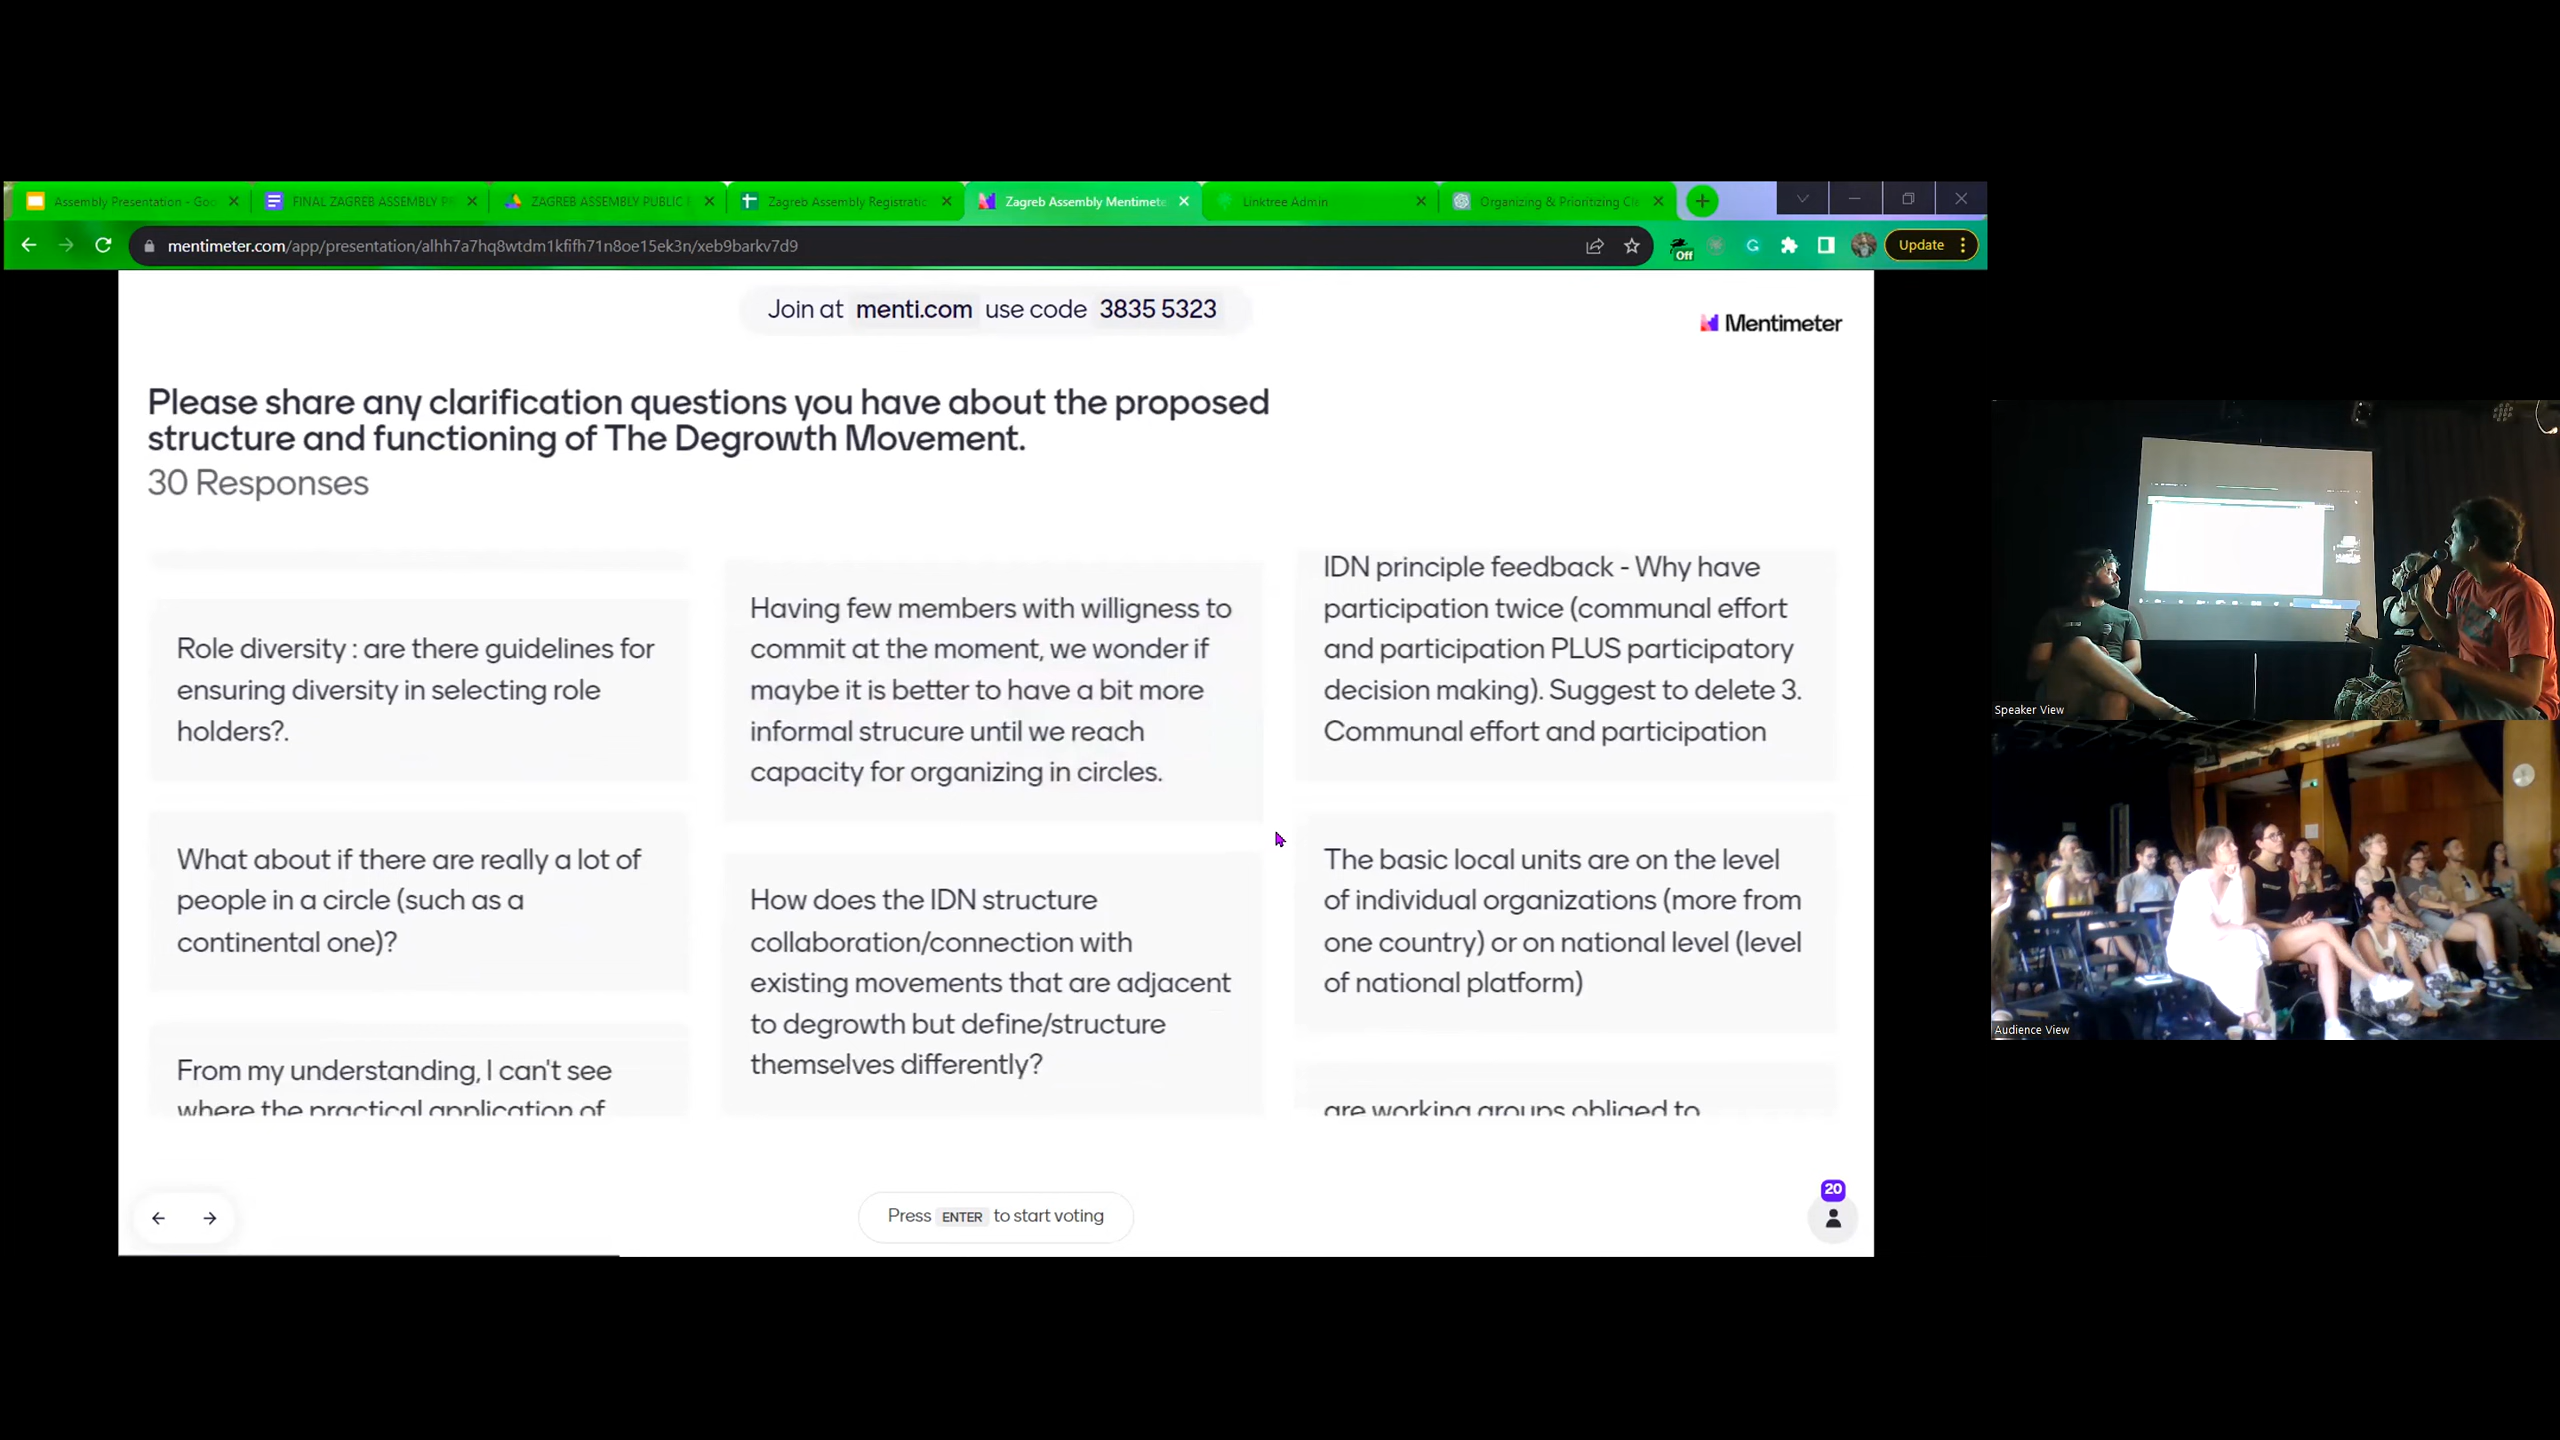 Assembly Presentation - Goo
FINAL ZAGREB ASSEMBLY P
ZAGREB ASSEMBLY PUBLIC
Zagreb Assembly Registratic
Zagreb Assembly Mentimete
Linktree Admin
Organizing & Prioritizing Cl
mentimeter.com/app/presentation/alhh7a7hq8wtdm1kfifh71n8oe15ek3n/xeb9barkv7d9
Off
Update
Join at menti.com use code 3835 5323
Mentimeter
Please share any clarification questions you have about the proposed
structure and functioning of The Degrowth Movement.
30 Responses
Role diversity : are there guidelines for
ensuring diversity in selecting role
holders?.
What about if there are really a lot of
people in a circle (such as a
continental one)?
From my understanding, I can't see
where the practical application of
Having few members with willigness to
commit at the moment, we wonder if
maybe it is better to have a bit more
informal strucure until we reach
capacity for organizing in circles.
How does the IDN structure
collaboration/connection with
existing movements that are adjacent
to degrowth but define/structure
themselves differently?
IDN principle feedback - Why have
participation twice (communal effort
and participation PLUS participatory
decision making). Suggest to delete 3.
Communal effort and participation
The basic local units are on the level
of individual organizations (more from
one country) or on national level (level
of national platform)
are working groups obliged to
Press ENTER to start voting
20
Speaker View
Audience View